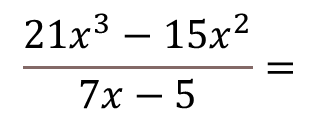 21x³ − 15x²
7x − 5 =